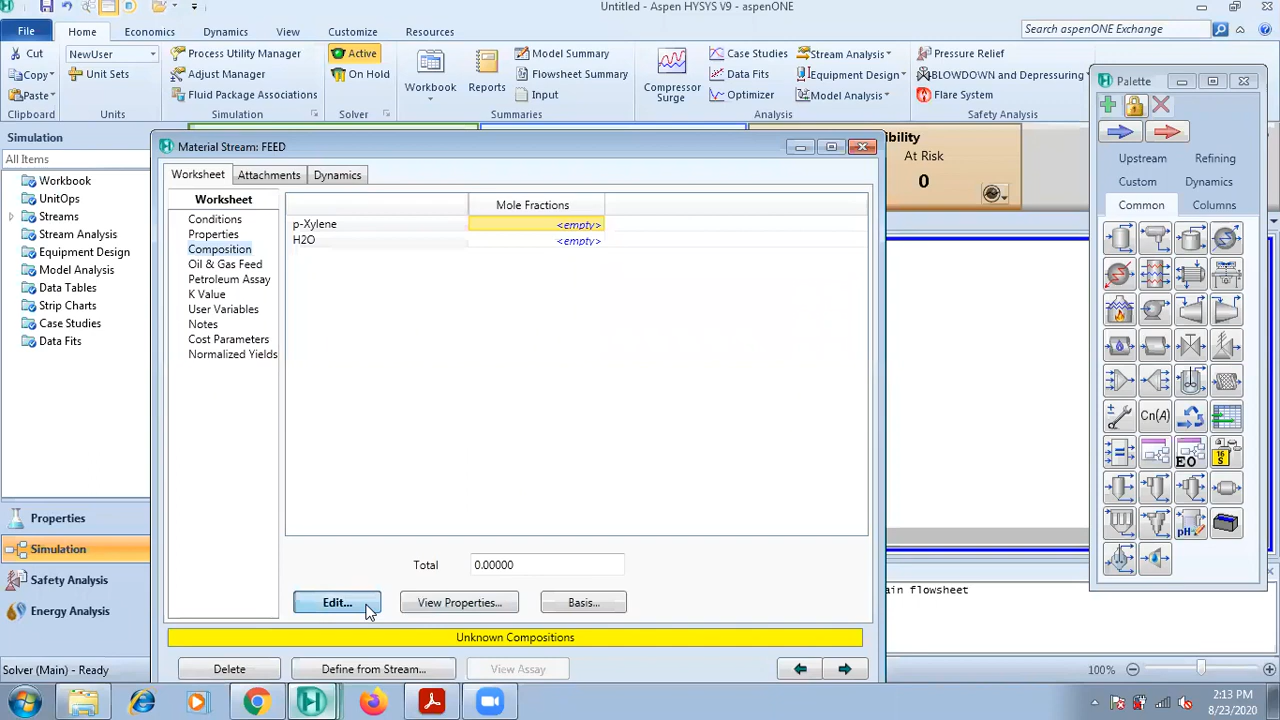 Untitled - Aspen HYSYS V9 - aspenONE
File
Home
Economics
Dynamics
View
Customize
Resources
Search aspenONE Exchange
Cut
Copy
Paste
Clipboard
NewUser
Unit Sets
Units
Process Utility Manager
Adjust Manager
Fluid Package Associations
Simulation
Active
On Hold
Solver
Workbook
Reports
Model Summary
Flowsheet Summary
Input
Summaries
Compressor
Surge
Case Studies
Data Fits
Optimizer
Stream Analysis
Equipment Design
Model Analysis
Analysis
Pressure Relief
BLOWDOWN and Depressuring
Flare System
Safety Analysis
Simulation
All Items
Workbook
UnitOps
Streams
Stream Analysis
Equipment Design
Model Analysis
Data Tables
Strip Charts
Case Studies
Data Fits
Properties
Simulation
Safety Analysis
Energy Analysis
Material Stream: FEED
Worksheet
Attachments
Dynamics
Worksheet
Conditions
Properties
Composition
Oil & Gas Feed
Petroleum Assay
K Value
User Variables
Notes
Cost Parameters
Normalized Yields
Mole Fractions
p-Xylene <empty>
H2O <empty>
Total 0.00000
Edit...
View Properties...
Basis...
Unknown Compositions
Delete
Define from Stream...
View Assay
ibility
At Risk
0
Palette
Upstream
Refining
Custom
Dynamics
Common
Columns
Cn(A)
EO
16
S
pH
ain flowsheet
Solver (Main) - Ready
100%
2:13 PM
8/23/2020